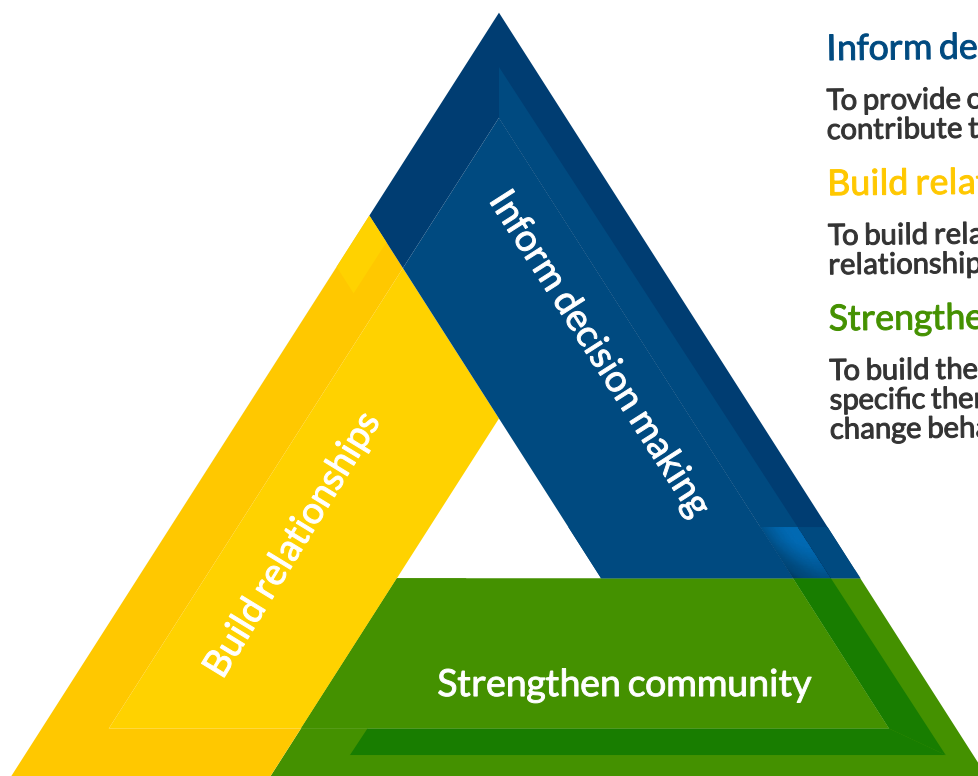 Inform decision making
Build relationships
Strengthen community
Inform de
To provide
contribute t
Build rela
To build rela
relationship
Strengthe
To build the
specific the
change beha